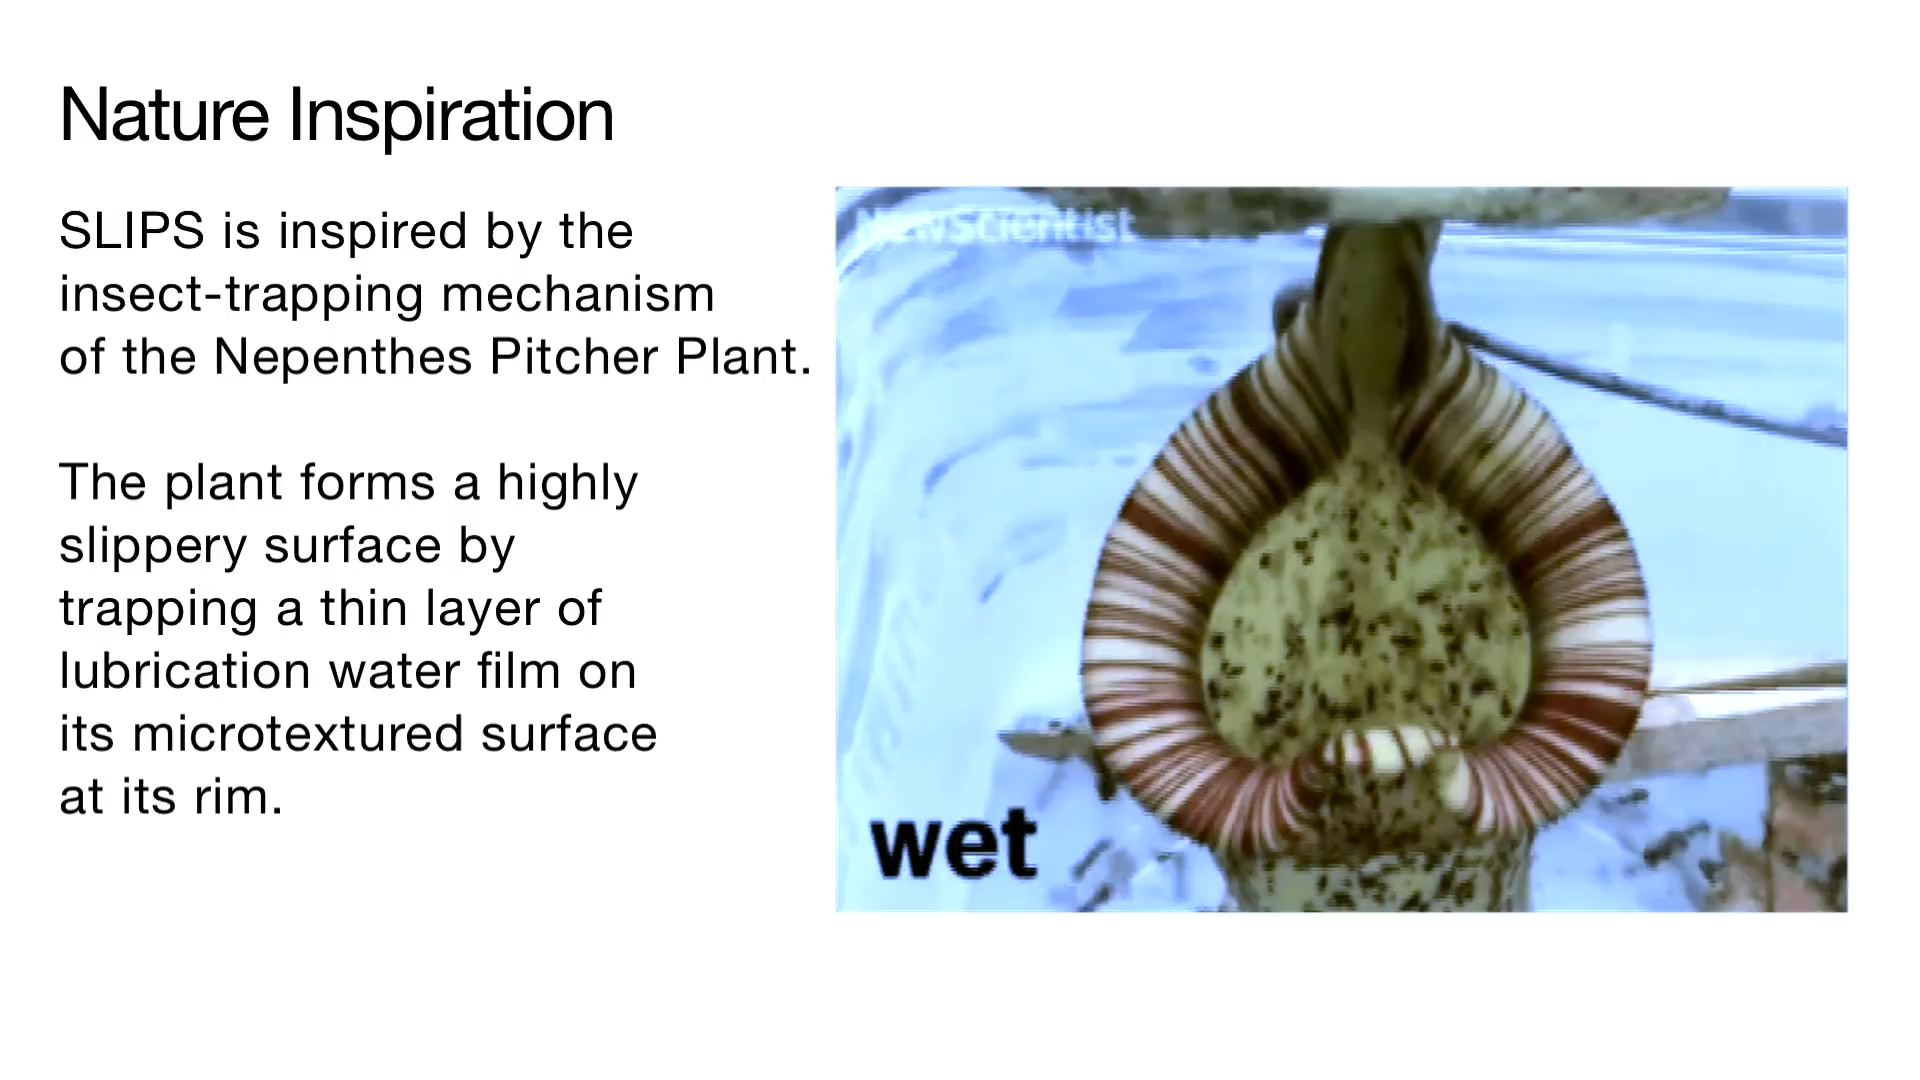 Nature Inspiration
SLIPS is inspired by the
insect-trapping mechanism
of the Nepenthes Pitcher Plant.
The plant forms a highly
slippery surface by
trapping a thin layer of
lubrication water film on
its microtextured surface
at its rim.
NewScientist
wet